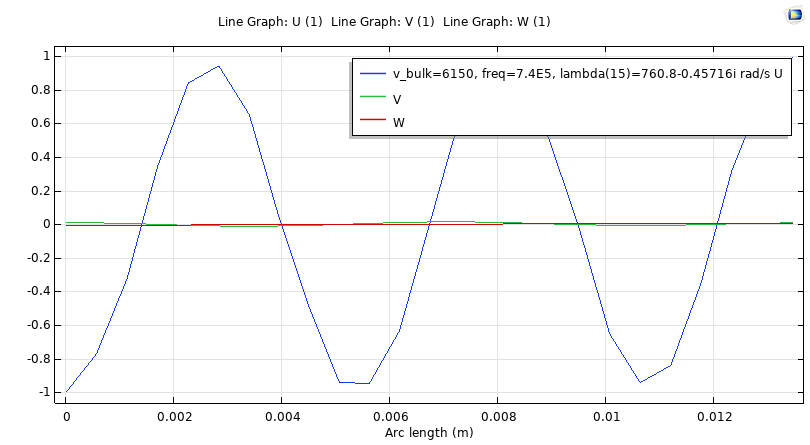 Line Graph: U (1) Line Graph: V (1) Line Graph: W (1)
1
0.8
0.6
0.4
0.2
0
-0.2
-0.4
-0.6
-0.8
-1
v_bulk=6150, freq=7.4E5, lambda(15)=760.8-0.45716i rad/s U
V
W
0 0.002 0.004 0.006 0.008 0.01 0.012
Arc length (m)